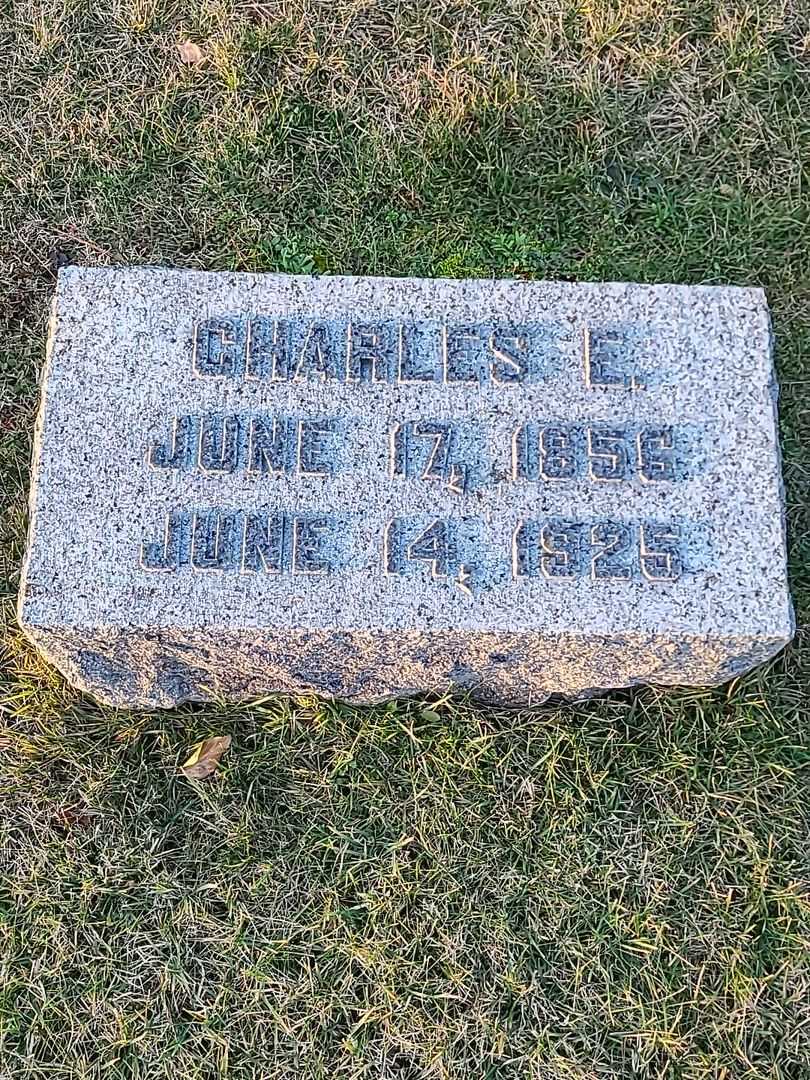 CHARLES E.
JUNE 17, 1856
JUNE 14, 1925